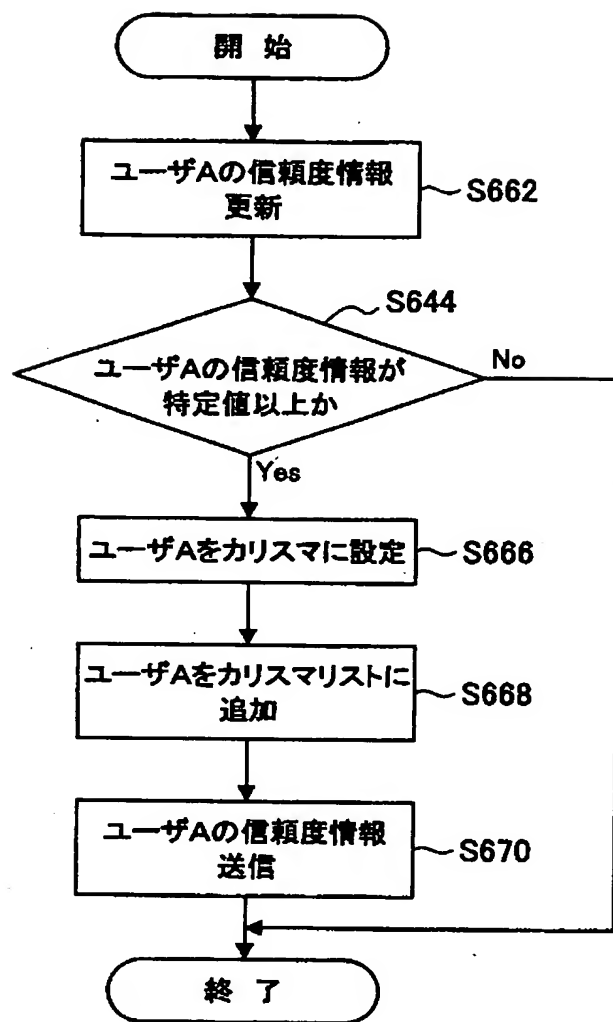 開 始
ユーザAの信頼度情報
更新
S662
S644
ユーザAの信頼度情報が
特定値以上か
No
Yes
ユーザAをカリスマに設定
S666
ユーザAをカリスマリストに
追加
S668
ユーザAの信頼度情報
送信
S670
終 了